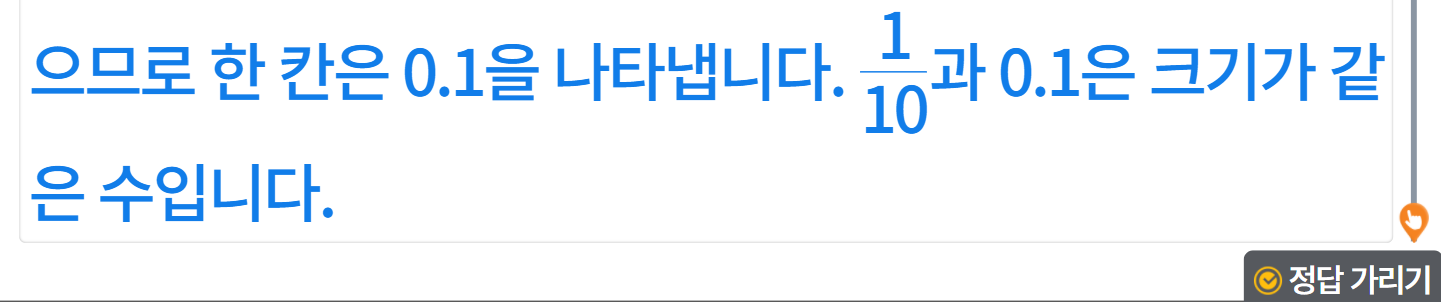 으므로 한 칸은 0.1을 나타냅니다. 1/10과 0.1은 크기가 같
은 수입니다.
정답 가리기